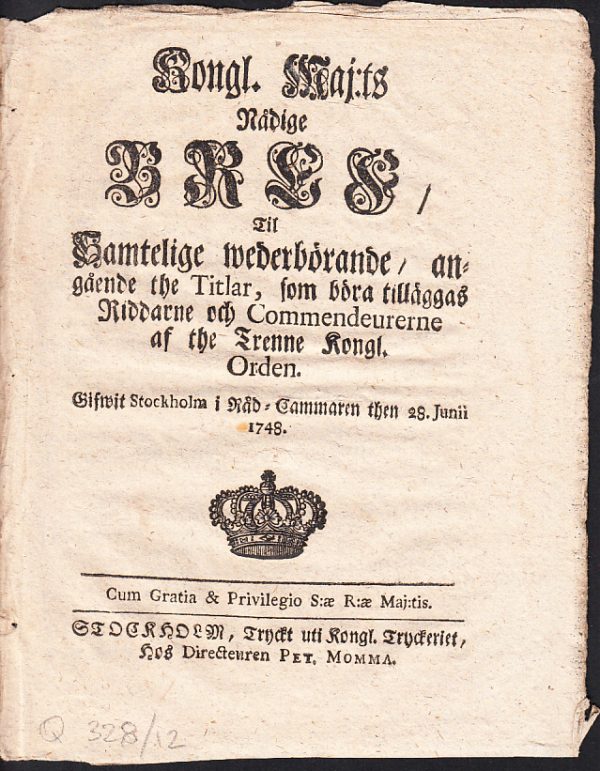 Kongl. Maj:ts
Nådige
BREF,
Til
Samtelige wederbörande, an-
gående the Titlar, som böra tilläggas
Riddarne och Commendeurerne
af the Trenne Kongl.
Orden.
Gifwit Stockholm i Råd-Cammaren then 28. Junii
1748.
Cum Gratia & Privilegio S:æ R:æ Maj:tis.
STOCKHOLM, Tryckt uti Kongl. Tryckeriet,
hos Directeuren PET. MOMMA.
Q 328/12